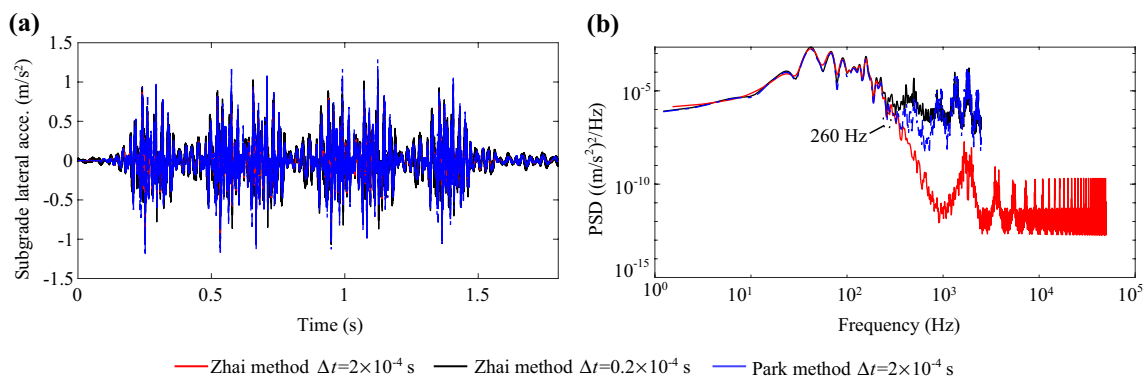 (a)
1.5
1
0.5
0
-0.5
-1
-1.5
Subgrade lateral acce. (m/s²)
0 0.5 1 1.5
Time (s)
(b)
10⁻⁵
10⁻¹⁰
10⁻¹⁵
PSD ((m/s²)²/Hz)
260 Hz
10⁰ 10¹ 10² 10³ 10⁴ 10⁵
Frequency (Hz)
Zhai method Δt=2×10⁻⁴ s Zhai method Δt=0.2×10⁻⁴ s Park method Δt=2×10⁻⁴ s